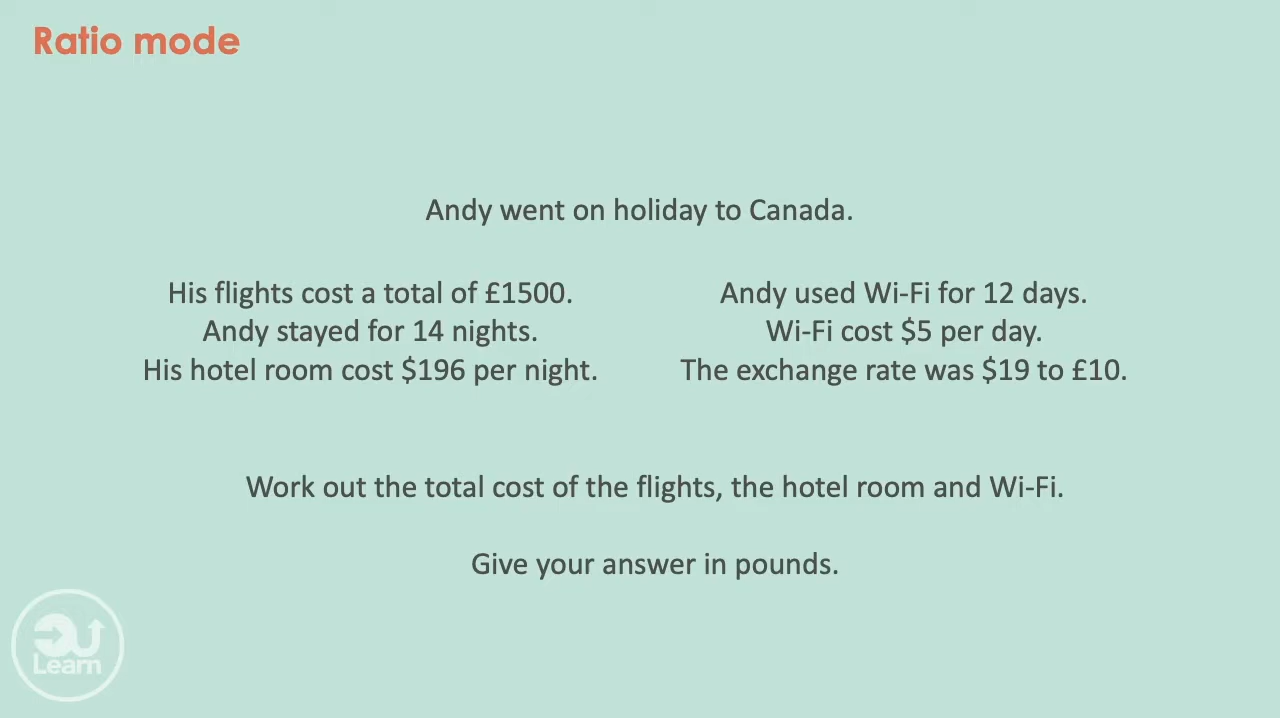 Ratio mode
Andy went on holiday to Canada.
His flights cost a total of £1500.
Andy stayed for 14 nights.
His hotel room cost $196 per night.
Andy used Wi-Fi for 12 days.
Wi-Fi cost $5 per day.
The exchange rate was $19 to £10.
Work out the total cost of the flights, the hotel room and Wi-Fi.
Give your answer in pounds.
Learn